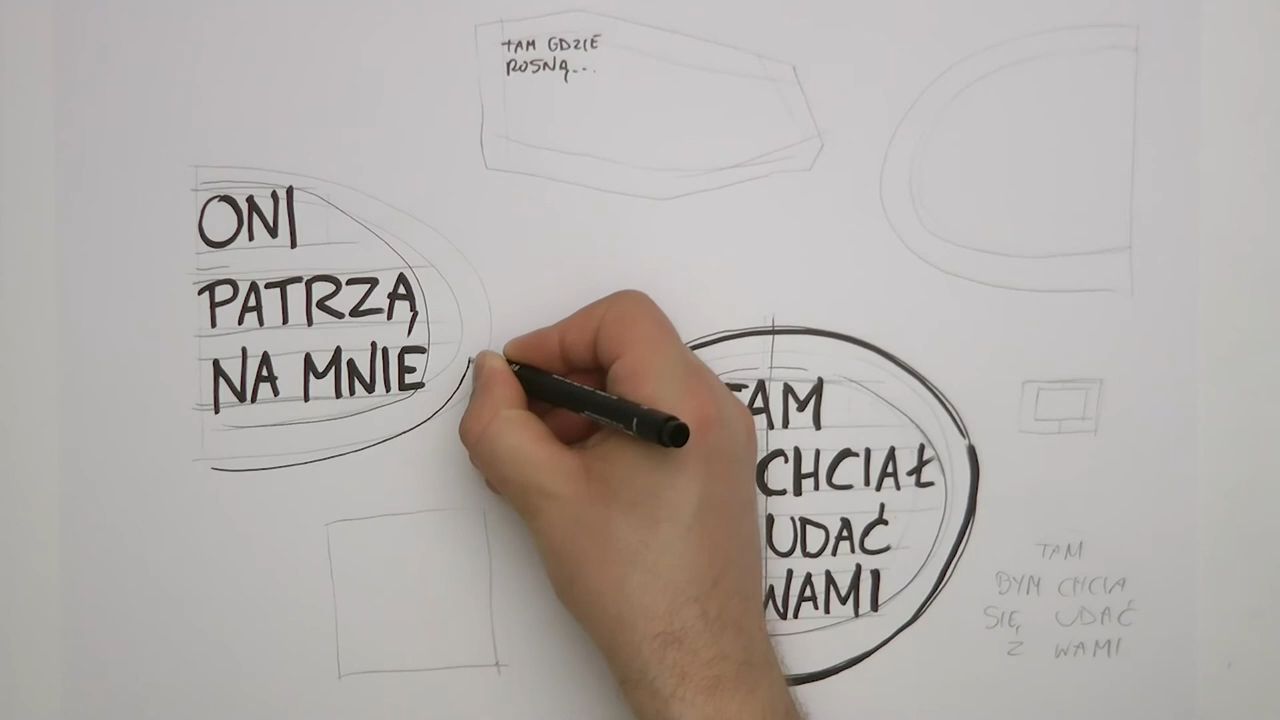 TAM GDZIE
ROSNĄ...
ONI
PATRZĄ
NA MNIE
TAM
CHCIAŁ
UDAĆ
WAMI
TAM
BYM CHCIA
SIĘ UDAĆ
Z WAMI